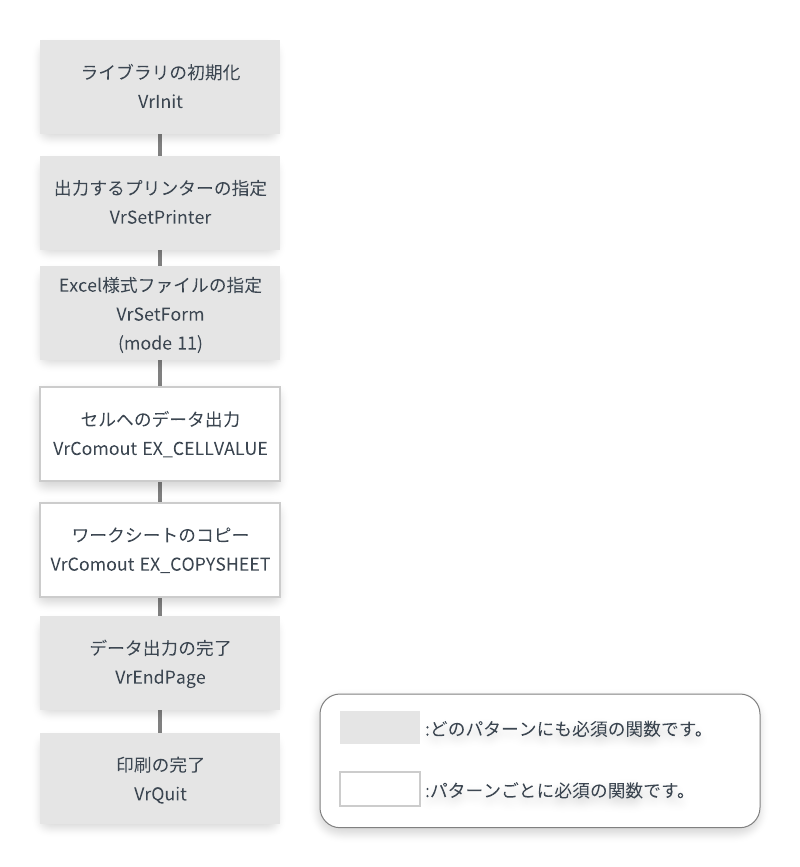 ライブラリの初期化
VrInit
出力するプリンターの指定
VrSetPrinter
Excel様式ファイルの指定
VrSetForm
(mode 11)
セルへのデータ出力
VrComout EX_CELLVALUE
ワークシートのコピー
VrComout EX_COPYSHEET
データ出力の完了
VrEndPage
印刷の完了
VrQuit
:どのパターンにも必須の関数です。
:パターンごとに必須の関数です。